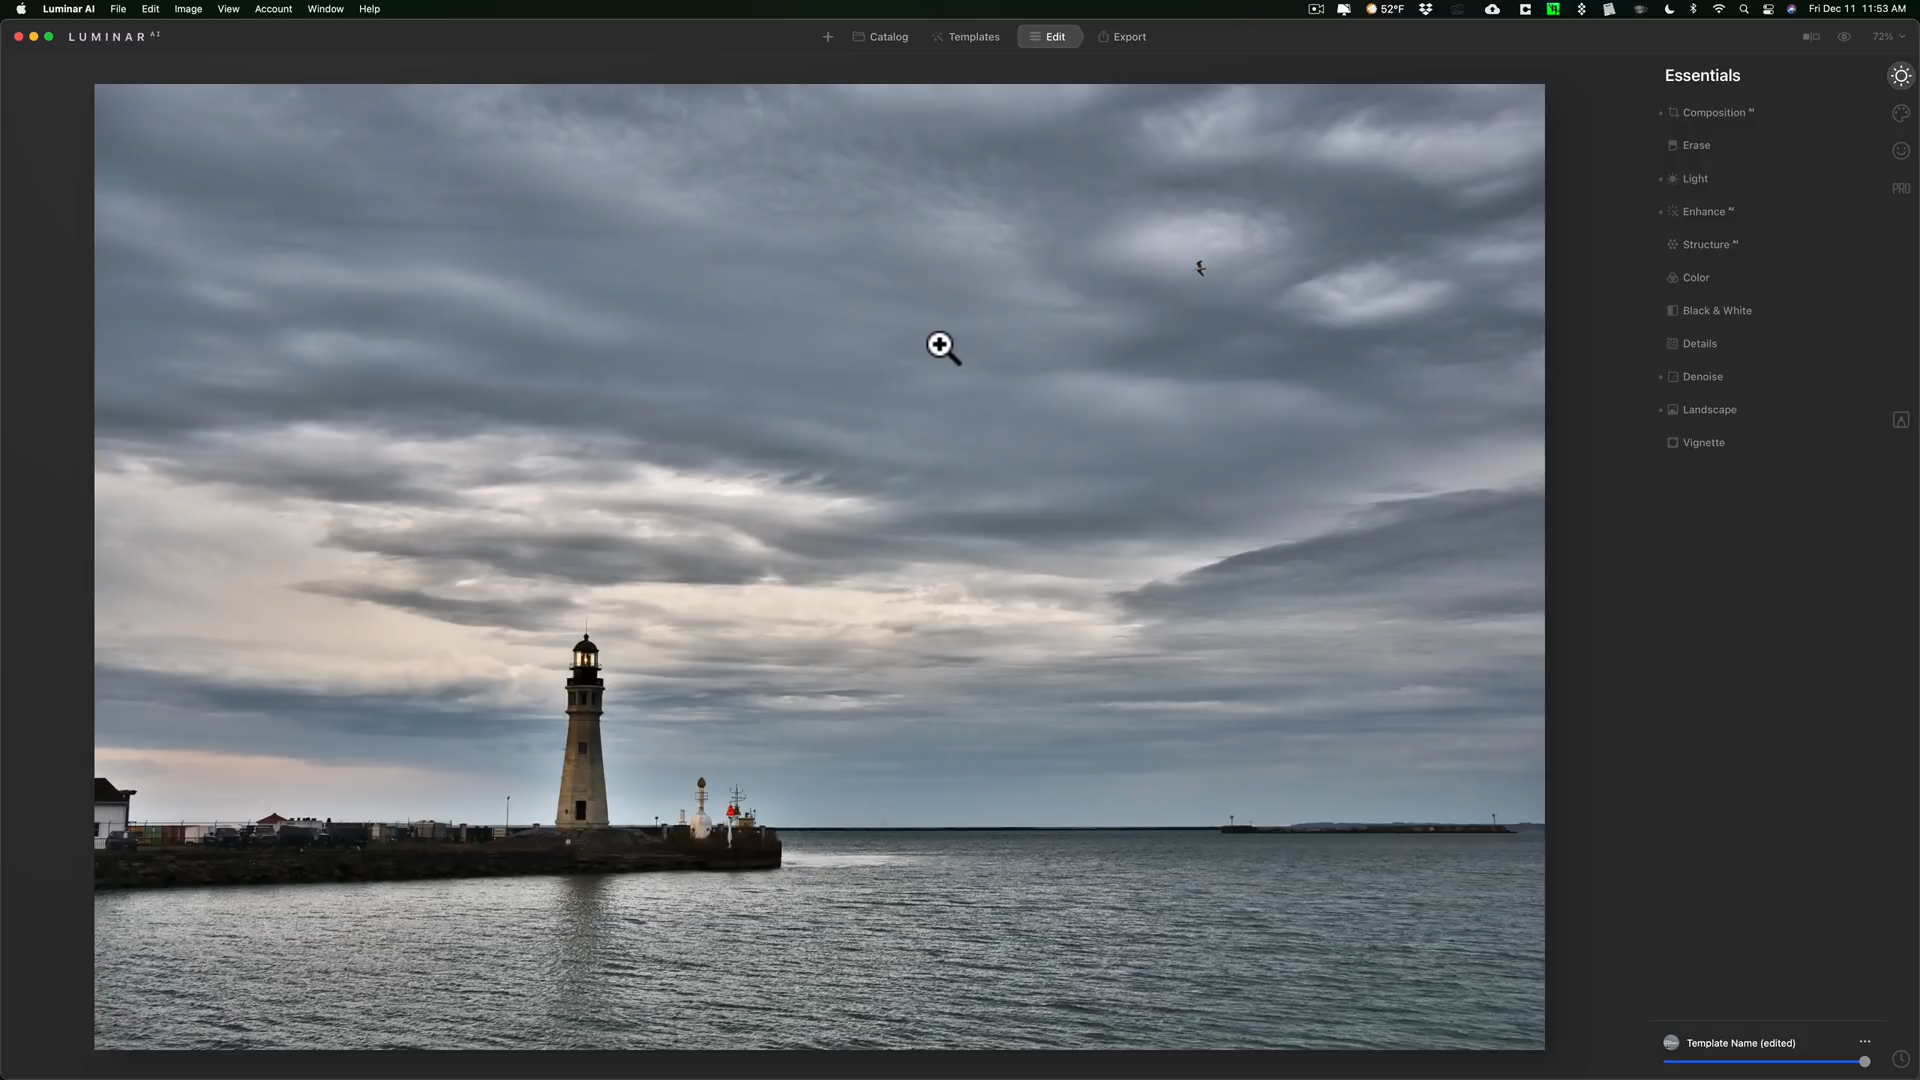 Luminar AI File Edit Image View Account Window Help 52°F Fri Dec 11 11:53 AM
LUMINAR AI + Catalog Templates Edit Export 72%
Essentials
Composition AI
Erase
Light
PRO
Enhance AI
Structure AI
Color
Black & White
Details
Denoise
Landscape
Vignette
Template Name (edited) ...